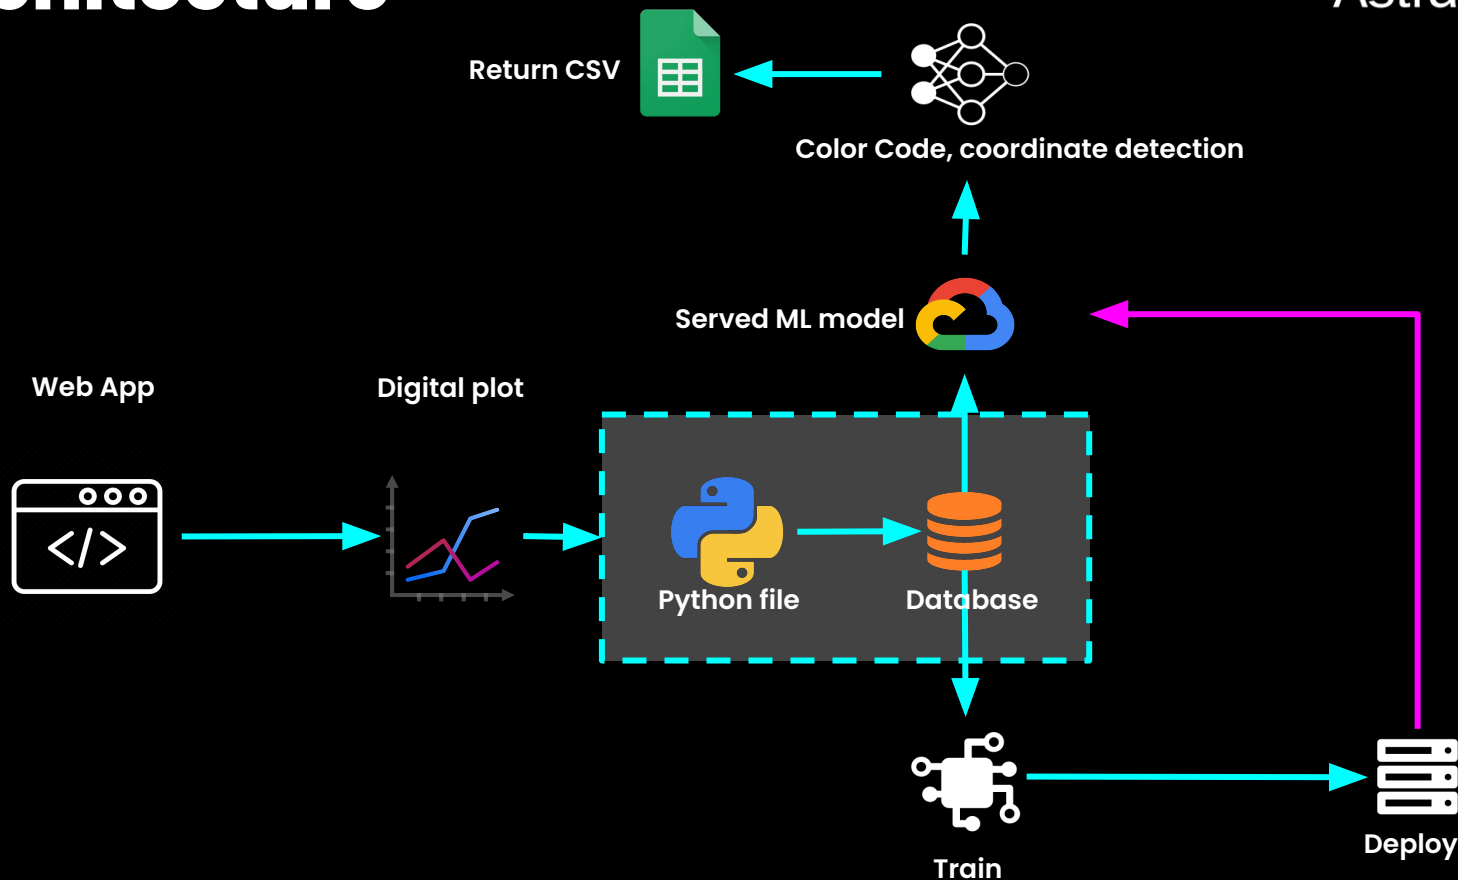 Return CSV
Color Code, coordinate detection
Served ML model
Web App
Digital plot
</>
Python file
Database
Deploy
Train